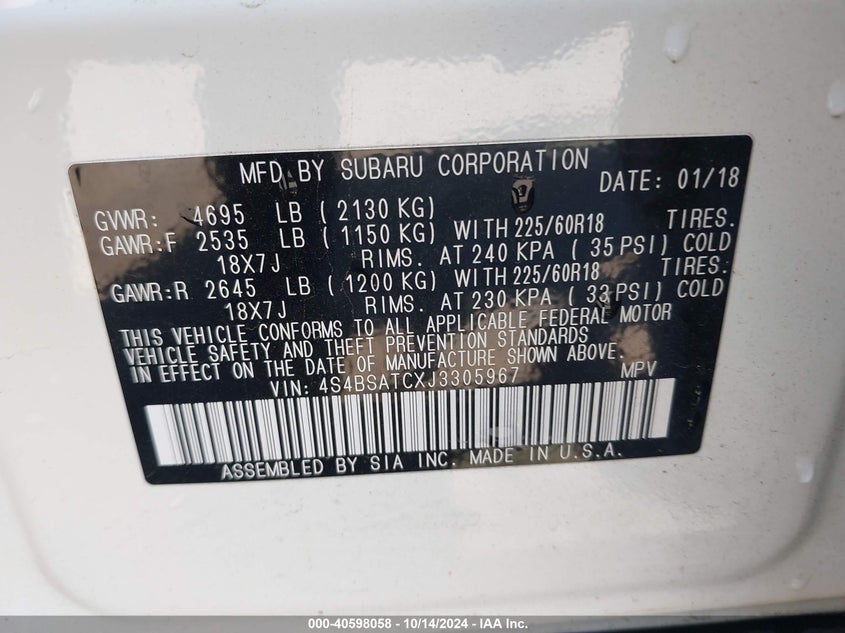 MFD. BY SUBARU CORPORATION DATE: 01/18
GVWR: 4695 LB ( 2130 KG)
GAWR:F 2535 LB ( 1150 KG) WITH 225/60R18 TIRES.
18X7J RIMS. AT 240 KPA ( 35 PSI) COLD
GAWR:R 2645 LB ( 1200 KG) WITH 225/60R18 TIRES:
18X7J RIMS. AT 230 KPA ( 33 PSI) COLD
THIS VEHICLE CONFORMS TO ALL APPLICABLE FEDERAL MOTOR
VEHICLE SAFETY AND THEFT PREVENTION STANDARDS
IN EFFECT ON THE DATE OF MANUFACTURE SHOWN ABOVE.
VIN: 4S4BSATCXJ3305967 MPV
ASSEMBLED BY SIA INC. MADE IN U.S.A.
000-40598058 - 10/14/2024 - IAA Inc.